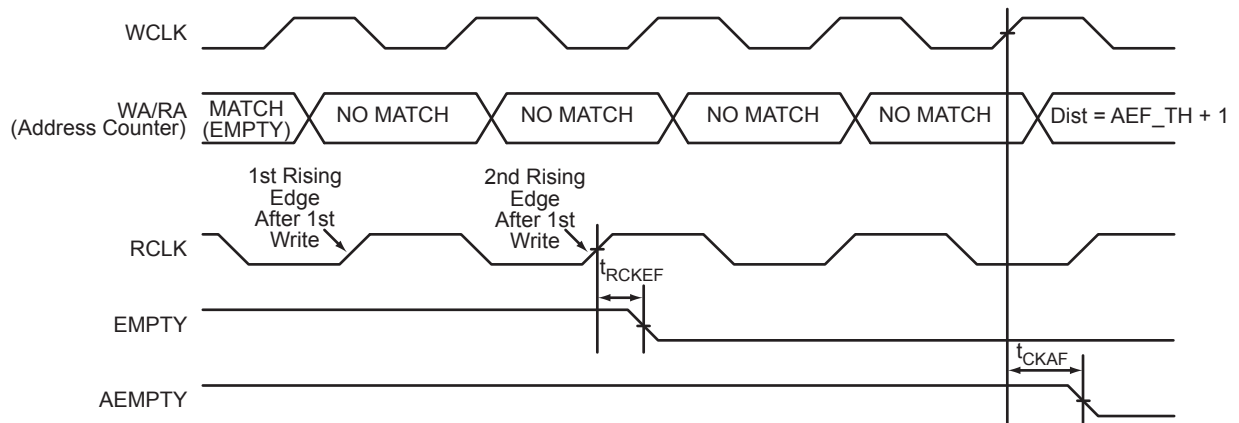 WCLK
WA/RA
(Address Counter)
MATCH
(EMPTY)
NO MATCH
NO MATCH
NO MATCH
NO MATCH
Dist = AEF_TH + 1
1st Rising
Edge
After 1st
Write
2nd Rising
Edge
After 1st
Write
RCLK
tRCKEF
EMPTY
tCKAF
AEMPTY